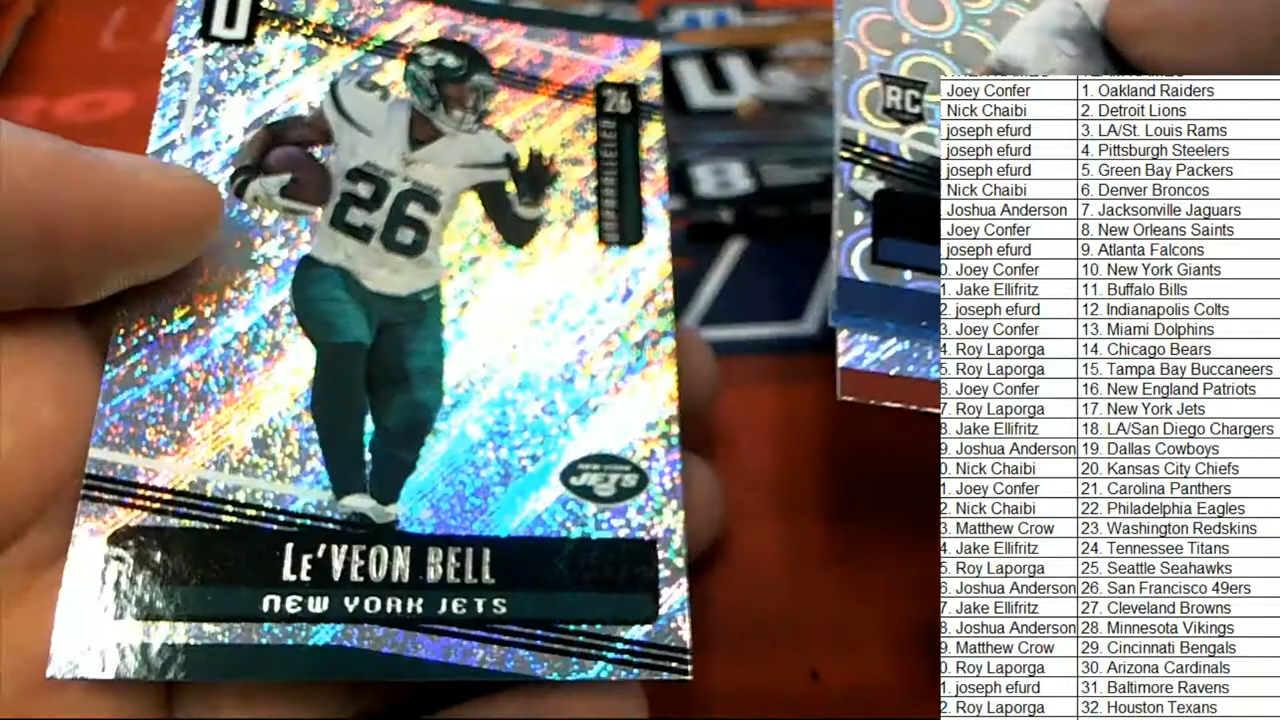 U
26
UNPARALLELED
26
NEW YORK
JETS
LE'VEON BELL
NEW YORK JETS
U
8
RC
Joey Confer 1. Oakland Raiders
Nick Chaibi 2. Detroit Lions
joseph efurd 3. LA/St. Louis Rams
joseph efurd 4. Pittsburgh Steelers
joseph efurd 5. Green Bay Packers
Nick Chaibi 6. Denver Broncos
Joshua Anderson 7. Jacksonville Jaguars
Joey Confer 8. New Orleans Saints
joseph efurd 9. Atlanta Falcons
0. Joey Confer 10. New York Giants
1. Jake Ellifritz 11. Buffalo Bills
2. joseph efurd 12. Indianapolis Colts
3. Joey Confer 13. Miami Dolphins
4. Roy Laporga 14. Chicago Bears
5. Roy Laporga 15. Tampa Bay Buccaneers
6. Joey Confer 16. New England Patriots
7. Roy Laporga 17. New York Jets
8. Jake Ellifritz 18. LA/San Diego Chargers
9. Joshua Anderson 19. Dallas Cowboys
0. Nick Chaibi 20. Kansas City Chiefs
1. Joey Confer 21. Carolina Panthers
2. Nick Chaibi 22. Philadelphia Eagles
3. Matthew Crow 23. Washington Redskins
4. Jake Ellifritz 24. Tennessee Titans
5. Roy Laporga 25. Seattle Seahawks
6. Joshua Anderson 26. San Francisco 49ers
7. Jake Ellifritz 27. Cleveland Browns
8. Joshua Anderson 28. Minnesota Vikings
9. Matthew Crow 29. Cincinnati Bengals
0. Roy Laporga 30. Arizona Cardinals
1. joseph efurd 31. Baltimore Ravens
2. Roy Laporga 32. Houston Texans